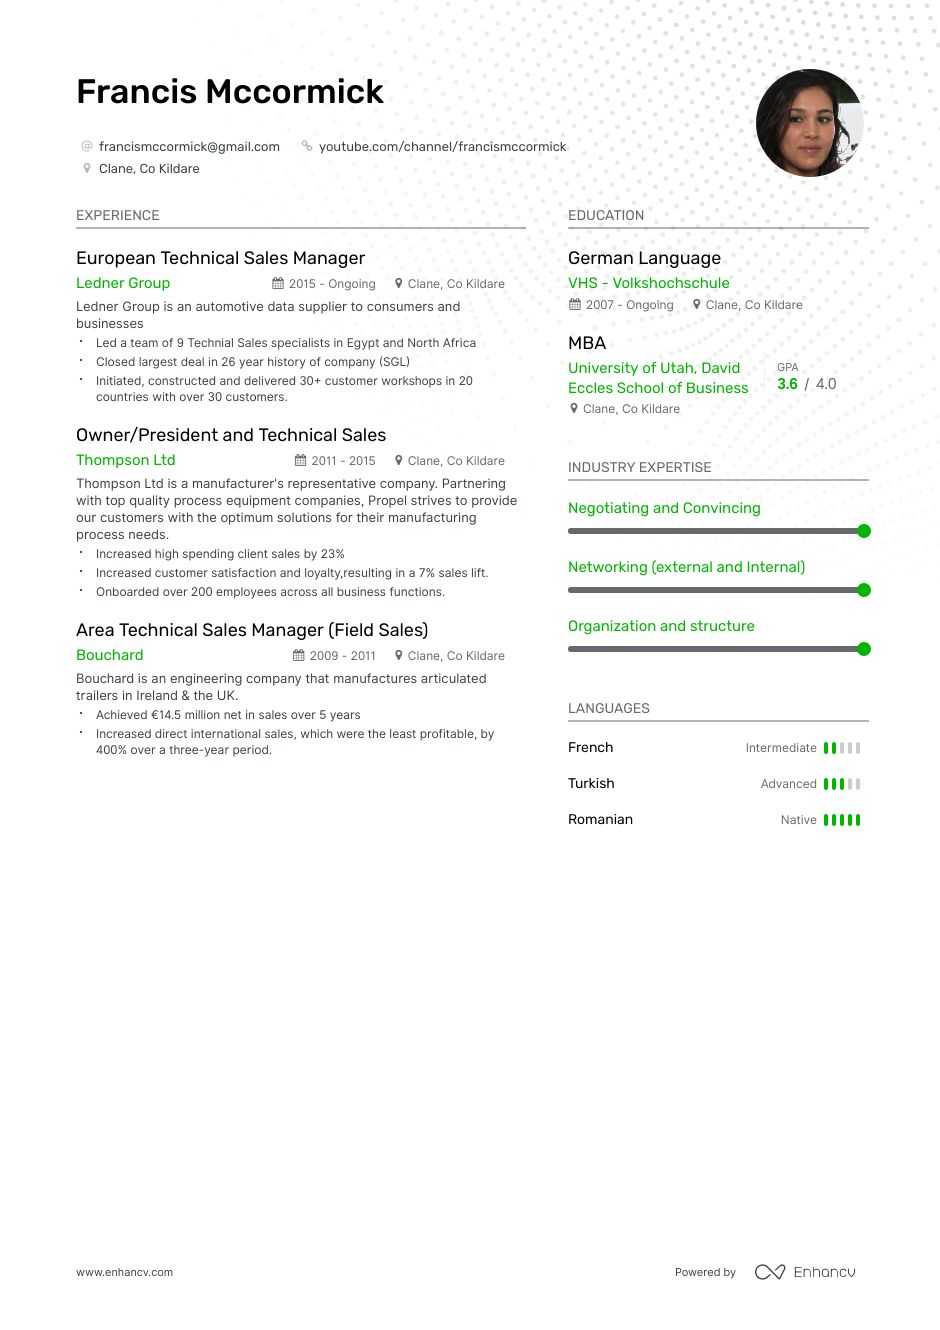 Francis Mccormick
francismccormick@gmail.com youtube.com/channel/francismccormick
Clane, Co Kildare
EXPERIENCE
European Technical Sales Manager
Ledner Group 2015 - Ongoing Clane, Co Kildare
Ledner Group is an automotive data supplier to consumers and
businesses
• Led a team of 9 Technial Sales specialists in Egypt and North Africa
• Closed largest deal in 26 year history of company (SGL)
• Initiated, constructed and delivered 30+ customer workshops in 20
countries with over 30 customers.
Owner/President and Technical Sales
Thompson Ltd 2011 - 2015 Clane, Co Kildare
Thompson Ltd is a manufacturer's representative company. Partnering
with top quality process equipment companies, Propel strives to provide
our customers with the optimum solutions for their manufacturing
process needs.
• Increased high spending client sales by 23%
• Increased customer satisfaction and loyalty,resulting in a 7% sales lift.
• Onboarded over 200 employees across all business functions.
Area Technical Sales Manager (Field Sales)
Bouchard 2009 - 2011 Clane, Co Kildare
Bouchard is an engineering company that manufactures articulated
trailers in Ireland & the UK.
• Achieved €14.5 million net in sales over 5 years
• Increased direct international sales, which were the least profitable, by
400% over a three-year period.
EDUCATION
German Language
VHS - Volkshochschule
2007 - Ongoing Clane, Co Kildare
MBA
University of Utah, David
Eccles School of Business
GPA
3.6 / 4.0
Clane, Co Kildare
INDUSTRY EXPERTISE
Negotiating and Convincing
Networking (external and Internal)
Organization and structure
LANGUAGES
French Intermediate
Turkish Advanced
Romanian Native
www.enhancv.com
Powered by Enhancv